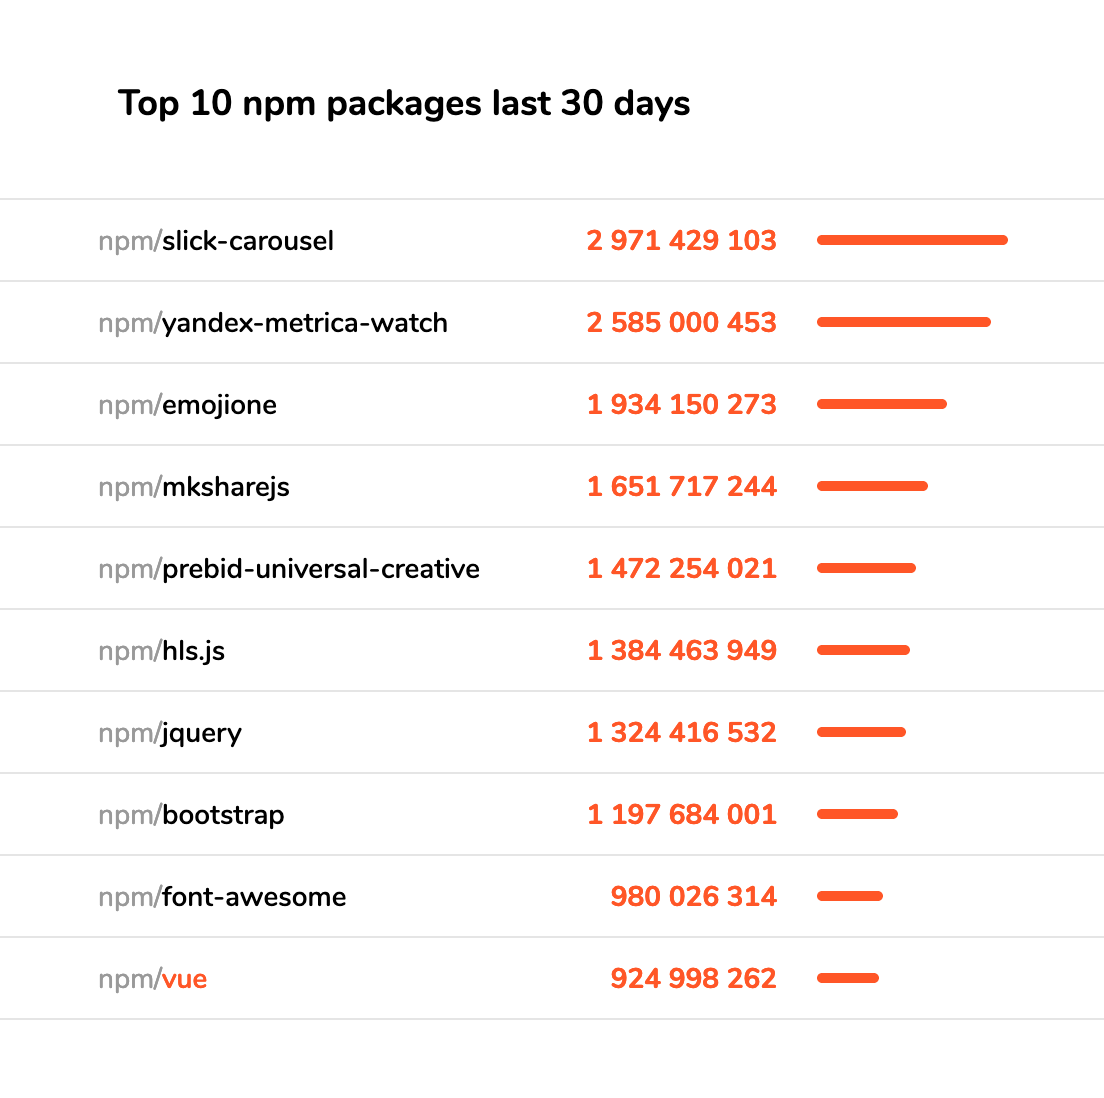 Top 10 npm packages last 30 days
npm/slick-carousel 2 971 429 103
npm/yandex-metrica-watch 2 585 000 453
npm/emojione 1 934 150 273
npm/mksharejs 1 651 717 244
npm/prebid-universal-creative 1 472 254 021
npm/hls.js 1 384 463 949
npm/jquery 1 324 416 532
npm/bootstrap 1 197 684 001
npm/font-awesome 980 026 314
npm/vue 924 998 262